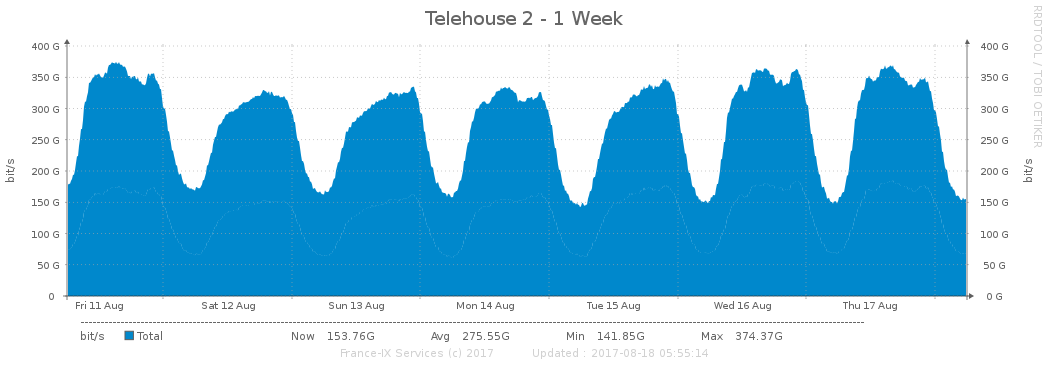 Telehouse 2 - 1 Week
RRDTOOL / TOBI OETIKER
400 G 400 G
350 G 350 G
300 G 300 G
250 G 250 G
200 G 200 G
150 G 150 G
100 G 100 G
50 G 50 G
0 0 G
bit/s bit/s
Fri 11 Aug Sat 12 Aug Sun 13 Aug Mon 14 Aug Tue 15 Aug Wed 16 Aug Thu 17 Aug
bit/s Total Now 153.76G Avg 275.55G Min 141.85G Max 374.37G
France-IX Services (c) 2017 Updated : 2017-08-18 05:55:14